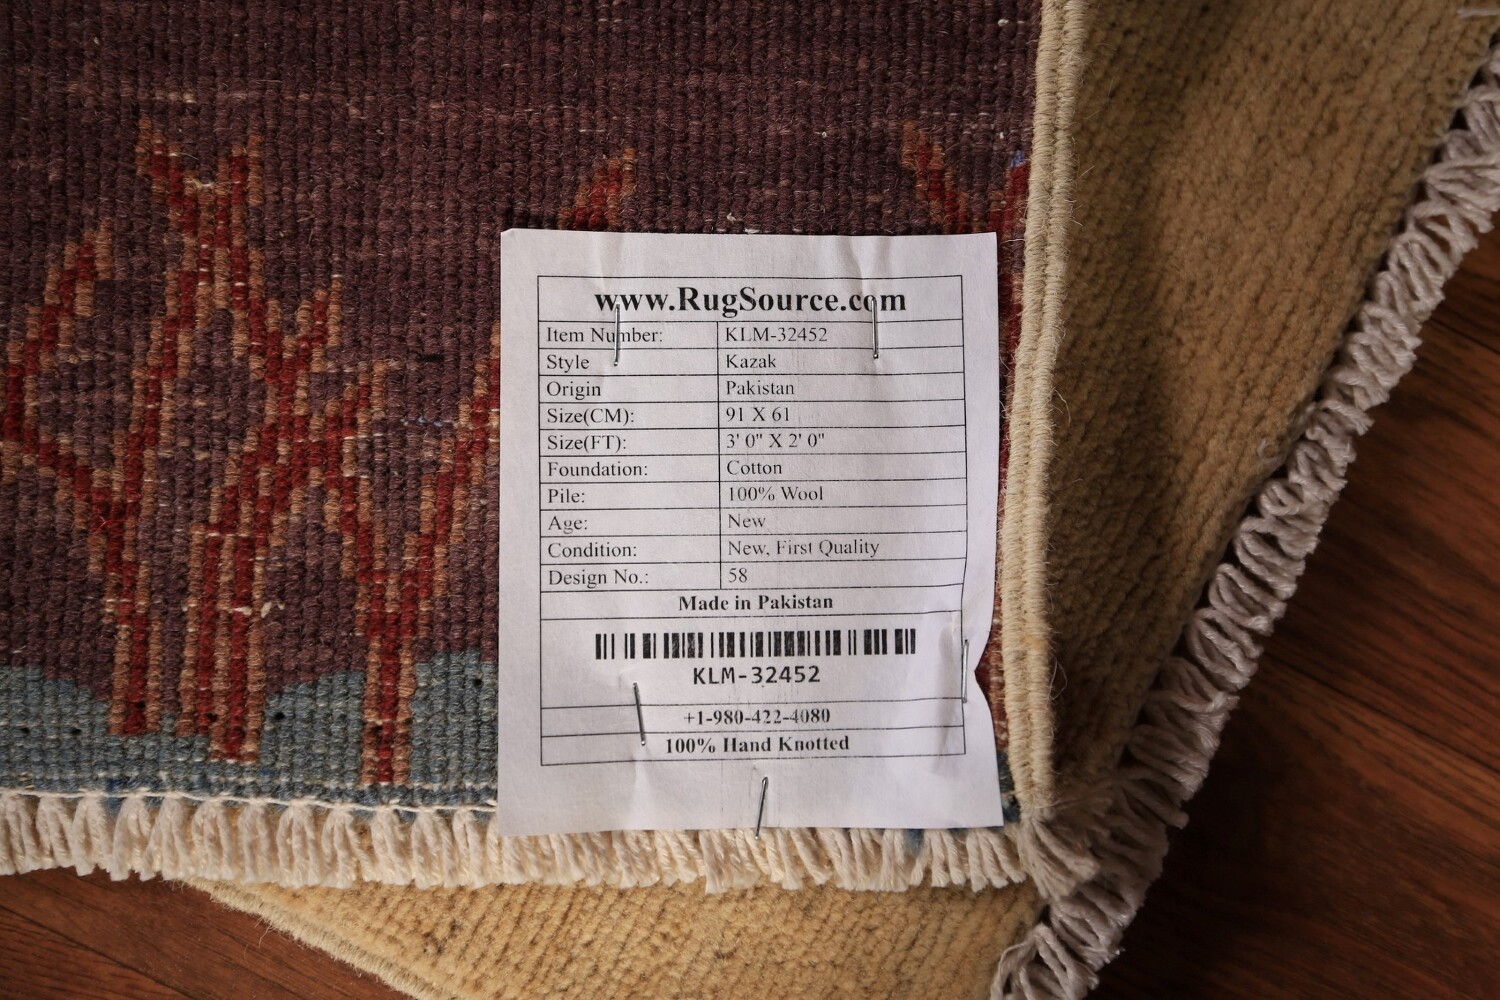 www.RugSource.com
Item Number: KLM-32452
Style Kazak
Origin Pakistan
Size(CM): 91 X 61
Size(FT): 3' 0" X 2' 0"
Foundation: Cotton
Pile: 100% Wool
Age: New
Condition: New, First Quality
Design No.: 58
Made in Pakistan
KLM-32452
+1-980-422-4080
100% Hand Knotted